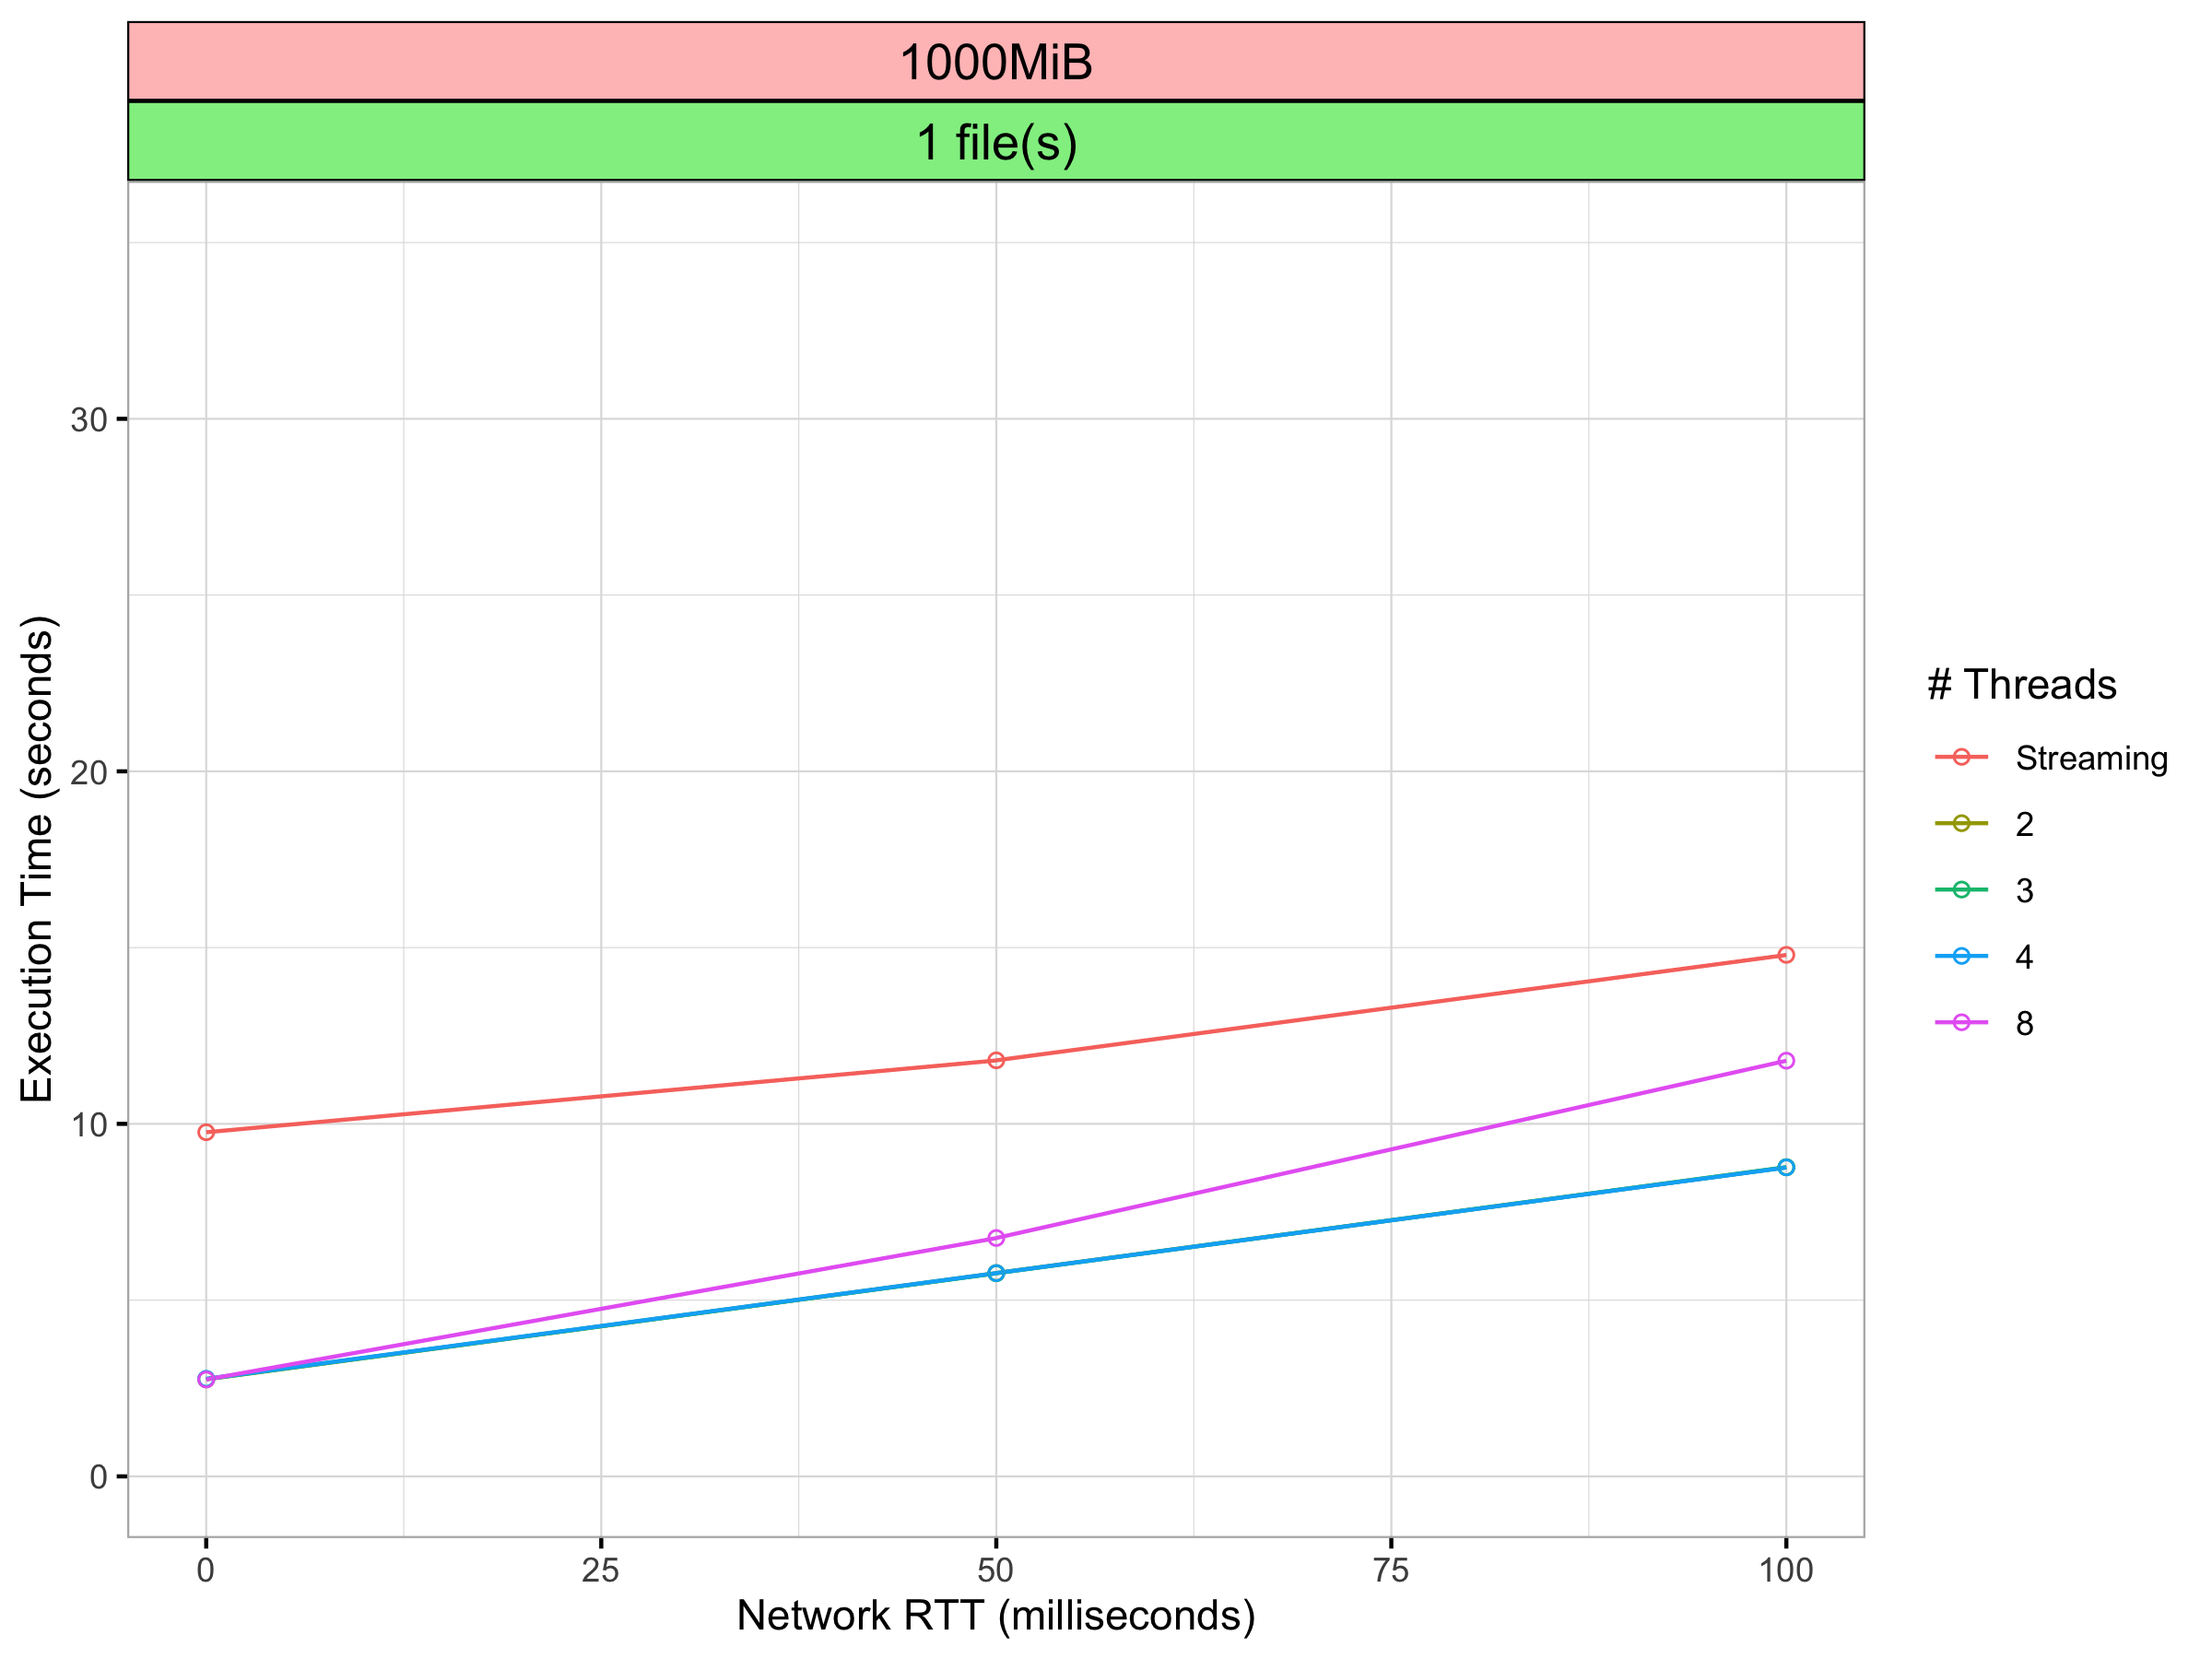 1000MiB
1 file(s)
30
20
10
0
Execution Time (seconds)
0 25 50 75 100
Network RTT (milliseconds)
# Threads
Streaming
2
3
4
8